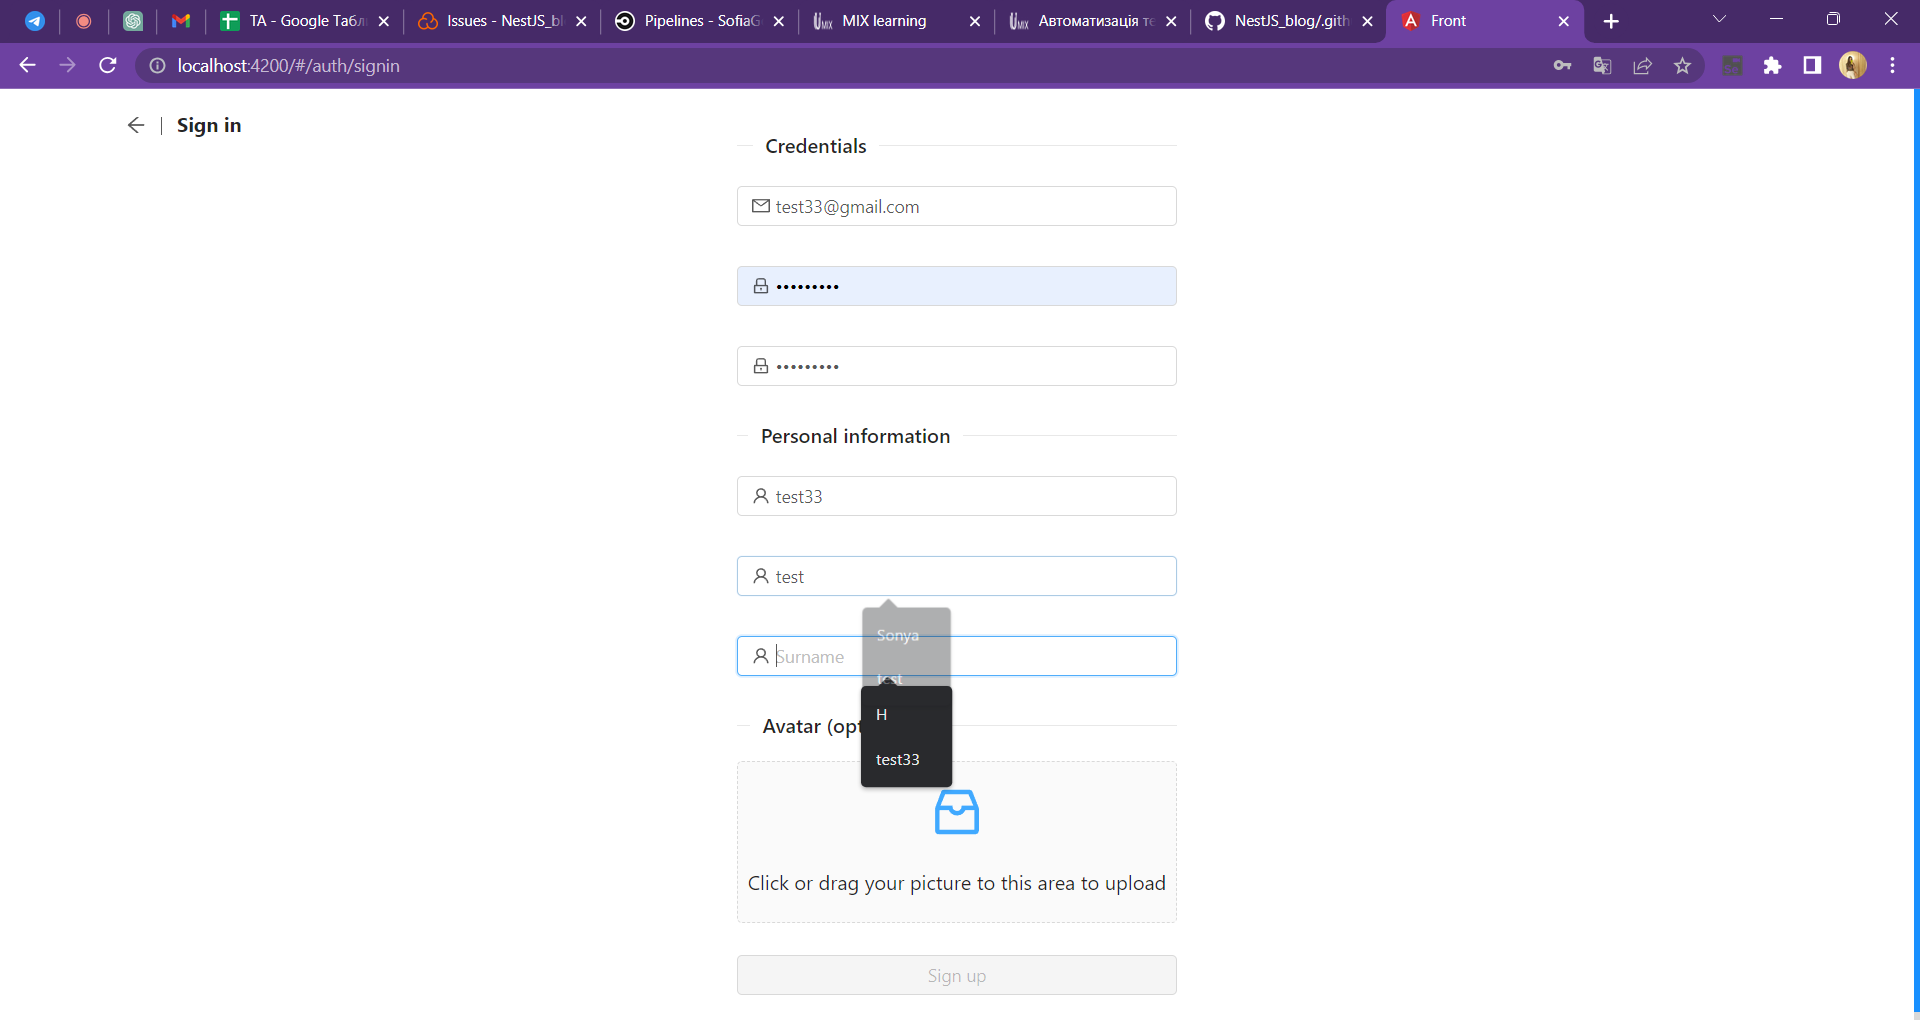 TA - Google Табл
Issues - NestJS_bl
Pipelines - SofiaG
MIX learning
Автоматизація те
NestJS_blog/.gith
Front
localhost:4200/#/auth/signin
Sign in
Credentials
test33@gmail.com
•••••••••
•••••••••
Personal information
test33
test
Sonya
Surname
test
H
Avatar (opt
test33
Click or drag your picture to this area to upload
Sign up